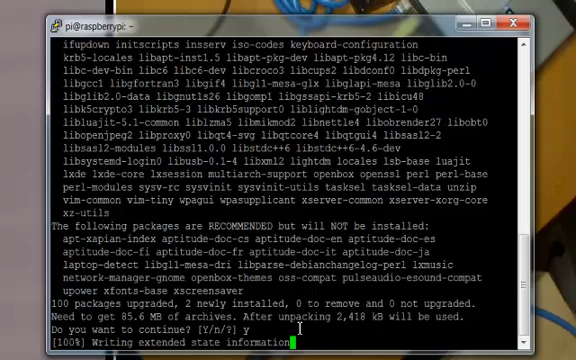 pi@raspberrypi: ~
ifupdown initscripts insserv iso-codes keyboard-configuration
krb5-locales libapt-inst1.5 libapt-pkg-dev libapt-pkg4.12 libc-bin
libc-dev-bin libc6 libc6-dev libcroco3 libcups2 libdconf0 libdpkg-perl
libgcc1 libgfortran3 libgif4 libgl1-mesa-glx libglapi-mesa libglib2.0-0
libglib2.0-data libgnutls26 libgomp1 libgssapi-krb5-2 libicu48
libk5crypto3 libkrb5-3 libkrb5support0 liblightdm-gobject-1-0
libluajit-5.1-common liblzma5 libmikmod2 libnettle4 libobrender27 libobt0
libopenjpeg2 libproxy0 libqt4-svg libqtcore4 libqtgui4 libsasl2-2
libsasl2-modules libssl1.0.0 libstdc++6 libstdc++6-4.6-dev
libsystemd-login0 libusb-0.1-4 libxml2 lightdm locales lsb-base luajit
lxde lxde-core lxsession multiarch-support openbox openssl perl perl-base
perl-modules sysv-rc sysvinit sysvinit-utils tasksel tasksel-data unzip
vim-common vim-tiny wpagui wpasupplicant xserver-common xserver-xorg-core
xz-utils
The following packages are RECOMMENDED but will NOT be installed:
apt-xapian-index aptitude-doc-cs aptitude-doc-en aptitude-doc-es
aptitude-doc-fi aptitude-doc-fr aptitude-doc-it aptitude-doc-ja
laptop-detect libgl1-mesa-dri libparse-debianchangelog-perl lxmusic
network-manager-gnome openbox-themes oss-compat pulseaudio-esound-compat
upower xfonts-base xscreensaver
100 packages upgraded, 2 newly installed, 0 to remove and 0 not upgraded.
Need to get 85.6 MB of archives. After unpacking 2,418 kB will be used.
Do you want to continue? [Y/n/?] y
[100%] Writing extended state information